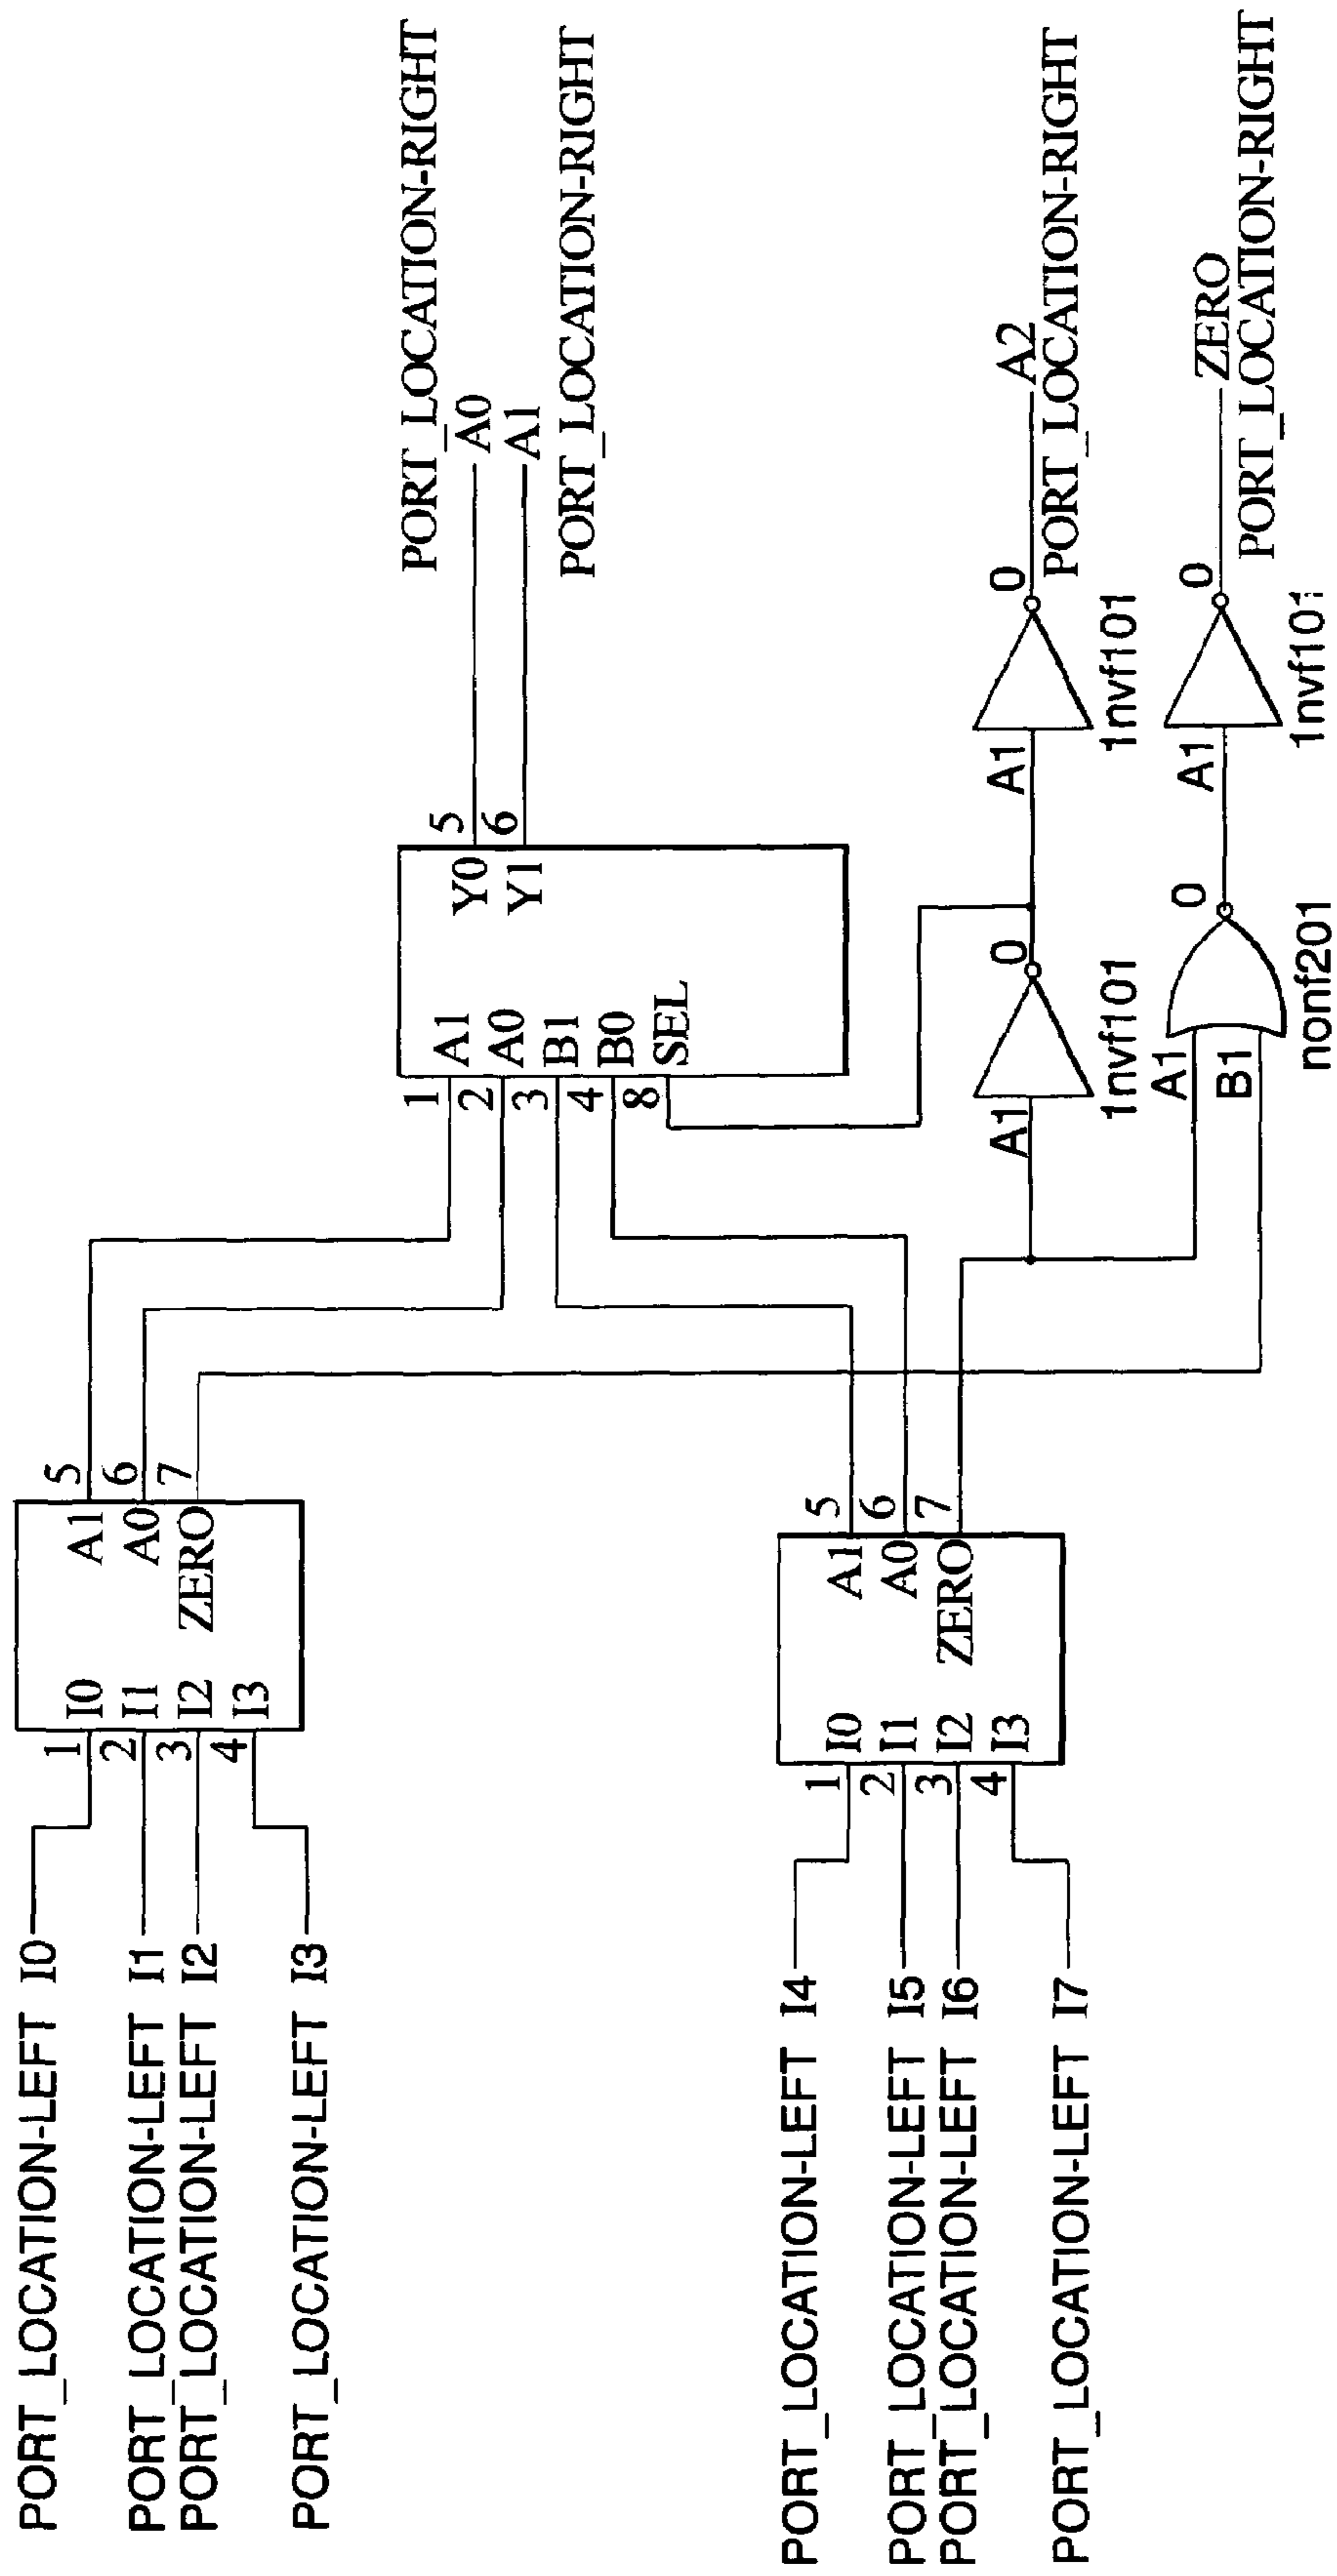 PORT_LOCATION-LEFT I0
PORT_LOCATION-LEFT I1
PORT_LOCATION-LEFT I2
PORT_LOCATION-LEFT I3
1 I0
2 I1
3 I2
4 I3
A1 5
A0 6
ZERO 7
PORT_LOCATION-LEFT I4
PORT_LOCATION-LEFT I5
PORT_LOCATION-LEFT I6
PORT_LOCATION-LEFT I7
1 I0
2 I1
3 I2
4 I3
A1 5
A0 6
ZERO 7
1 A1
2 A0
3 B1
4 B0
8 SEL
Y0 5
Y1 6
PORT_LOCATION-RIGHT
A0
A1
PORT_LOCATION-RIGHT
A1 0
1nvf101
A1 0
1nvf101
A2
PORT_LOCATION-RIGHT
A1
B1
0
nonf201
A1 0
1nvf101
ZERO
PORT_LOCATION-RIGHT